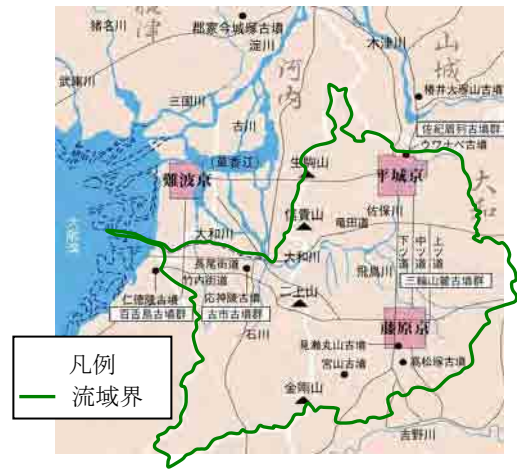 摂津
猪名川
郡家今城塚古墳
淀川
木津川
山城
武庫川
河内
椿井大塚山古墳
三国川
古川
佐紀盾列古墳群
ウワナベ古墳
(草香江)
生駒山
難波京
平城京
大和
信貴山
佐保川
竜田道
大阪湾
大和川
下ツ道
中ツ道
上ツ道
長尾街道
大和川
飛鳥川
竹内街道
三輪山麓古墳群
仁徳陵古墳
応神陵古墳
二上山
百舌鳥古墳群
古市古墳群
藤原京
石川
見瀬丸山古墳
宮山古墳
高松塚古墳
金剛山
吉野川
凡例
流域界